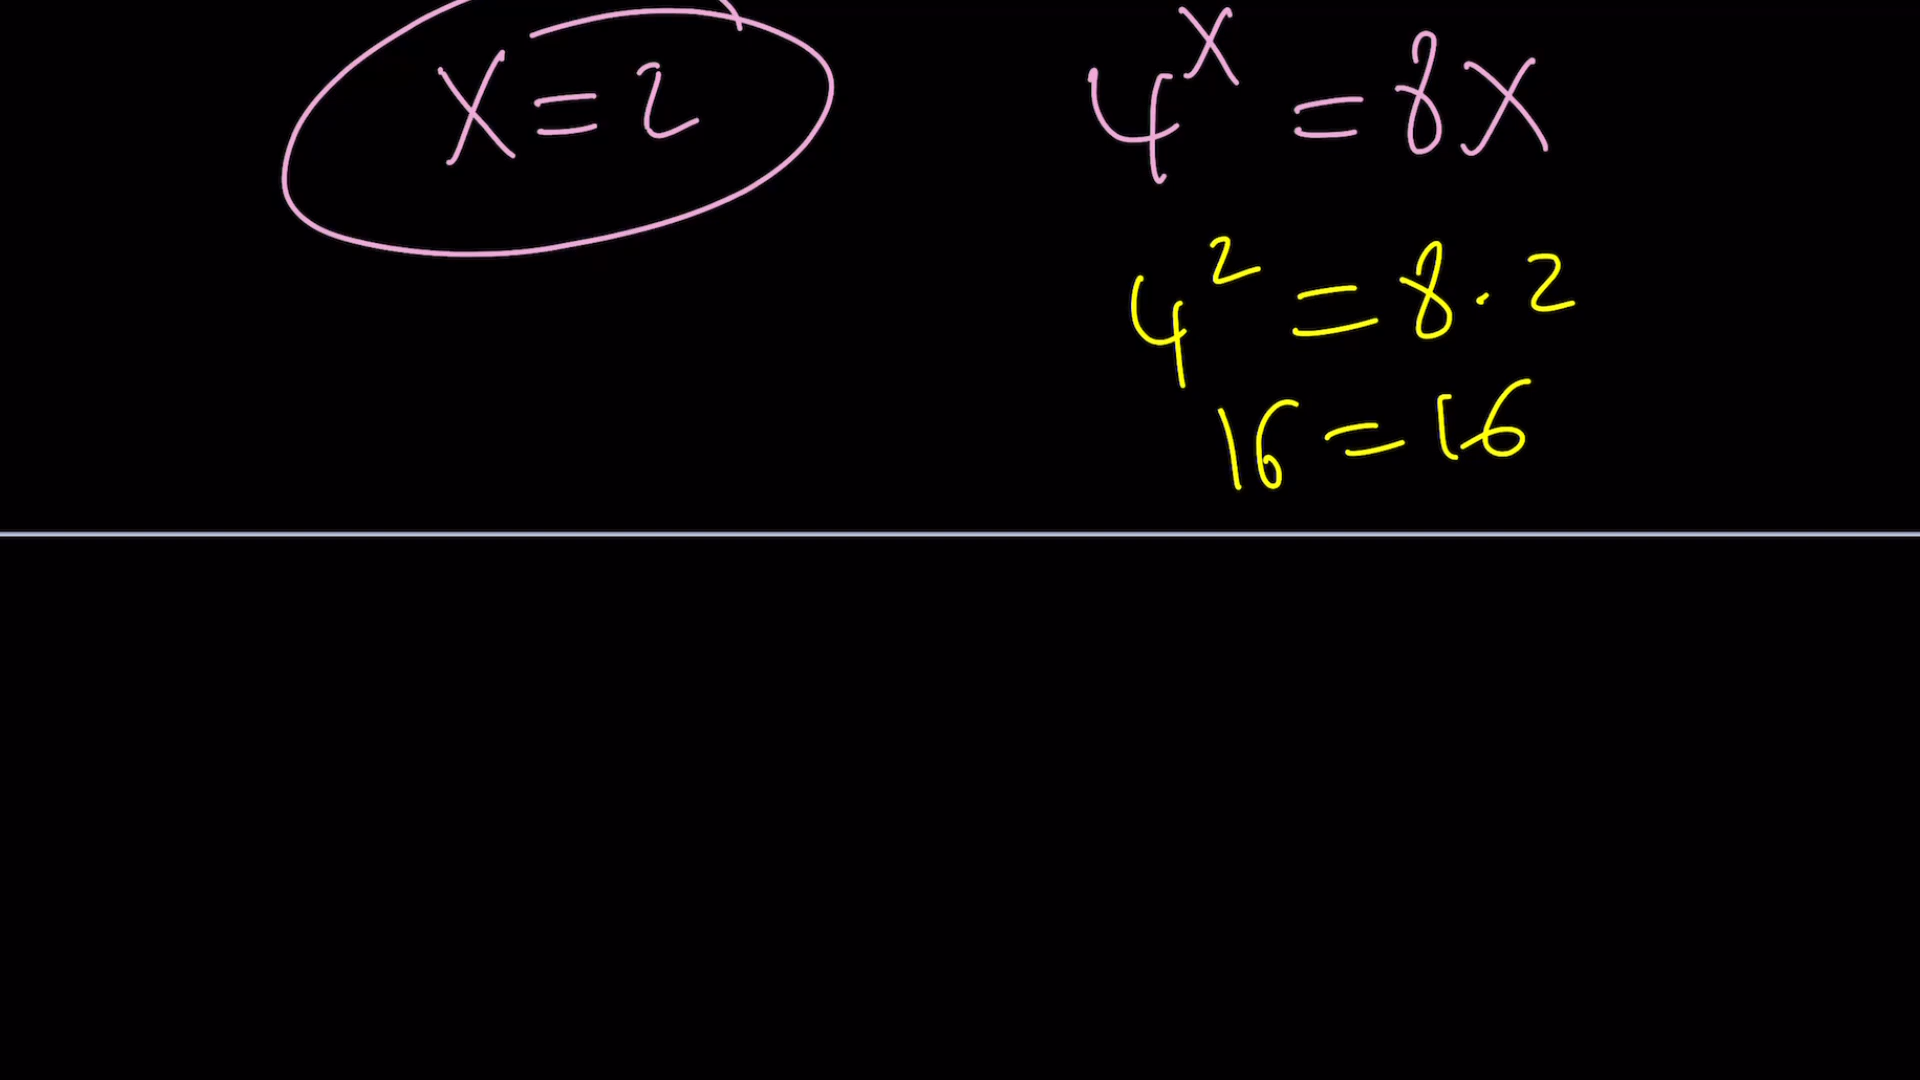 X=2
4^X = 8X
4^2 = 8·2
16=16